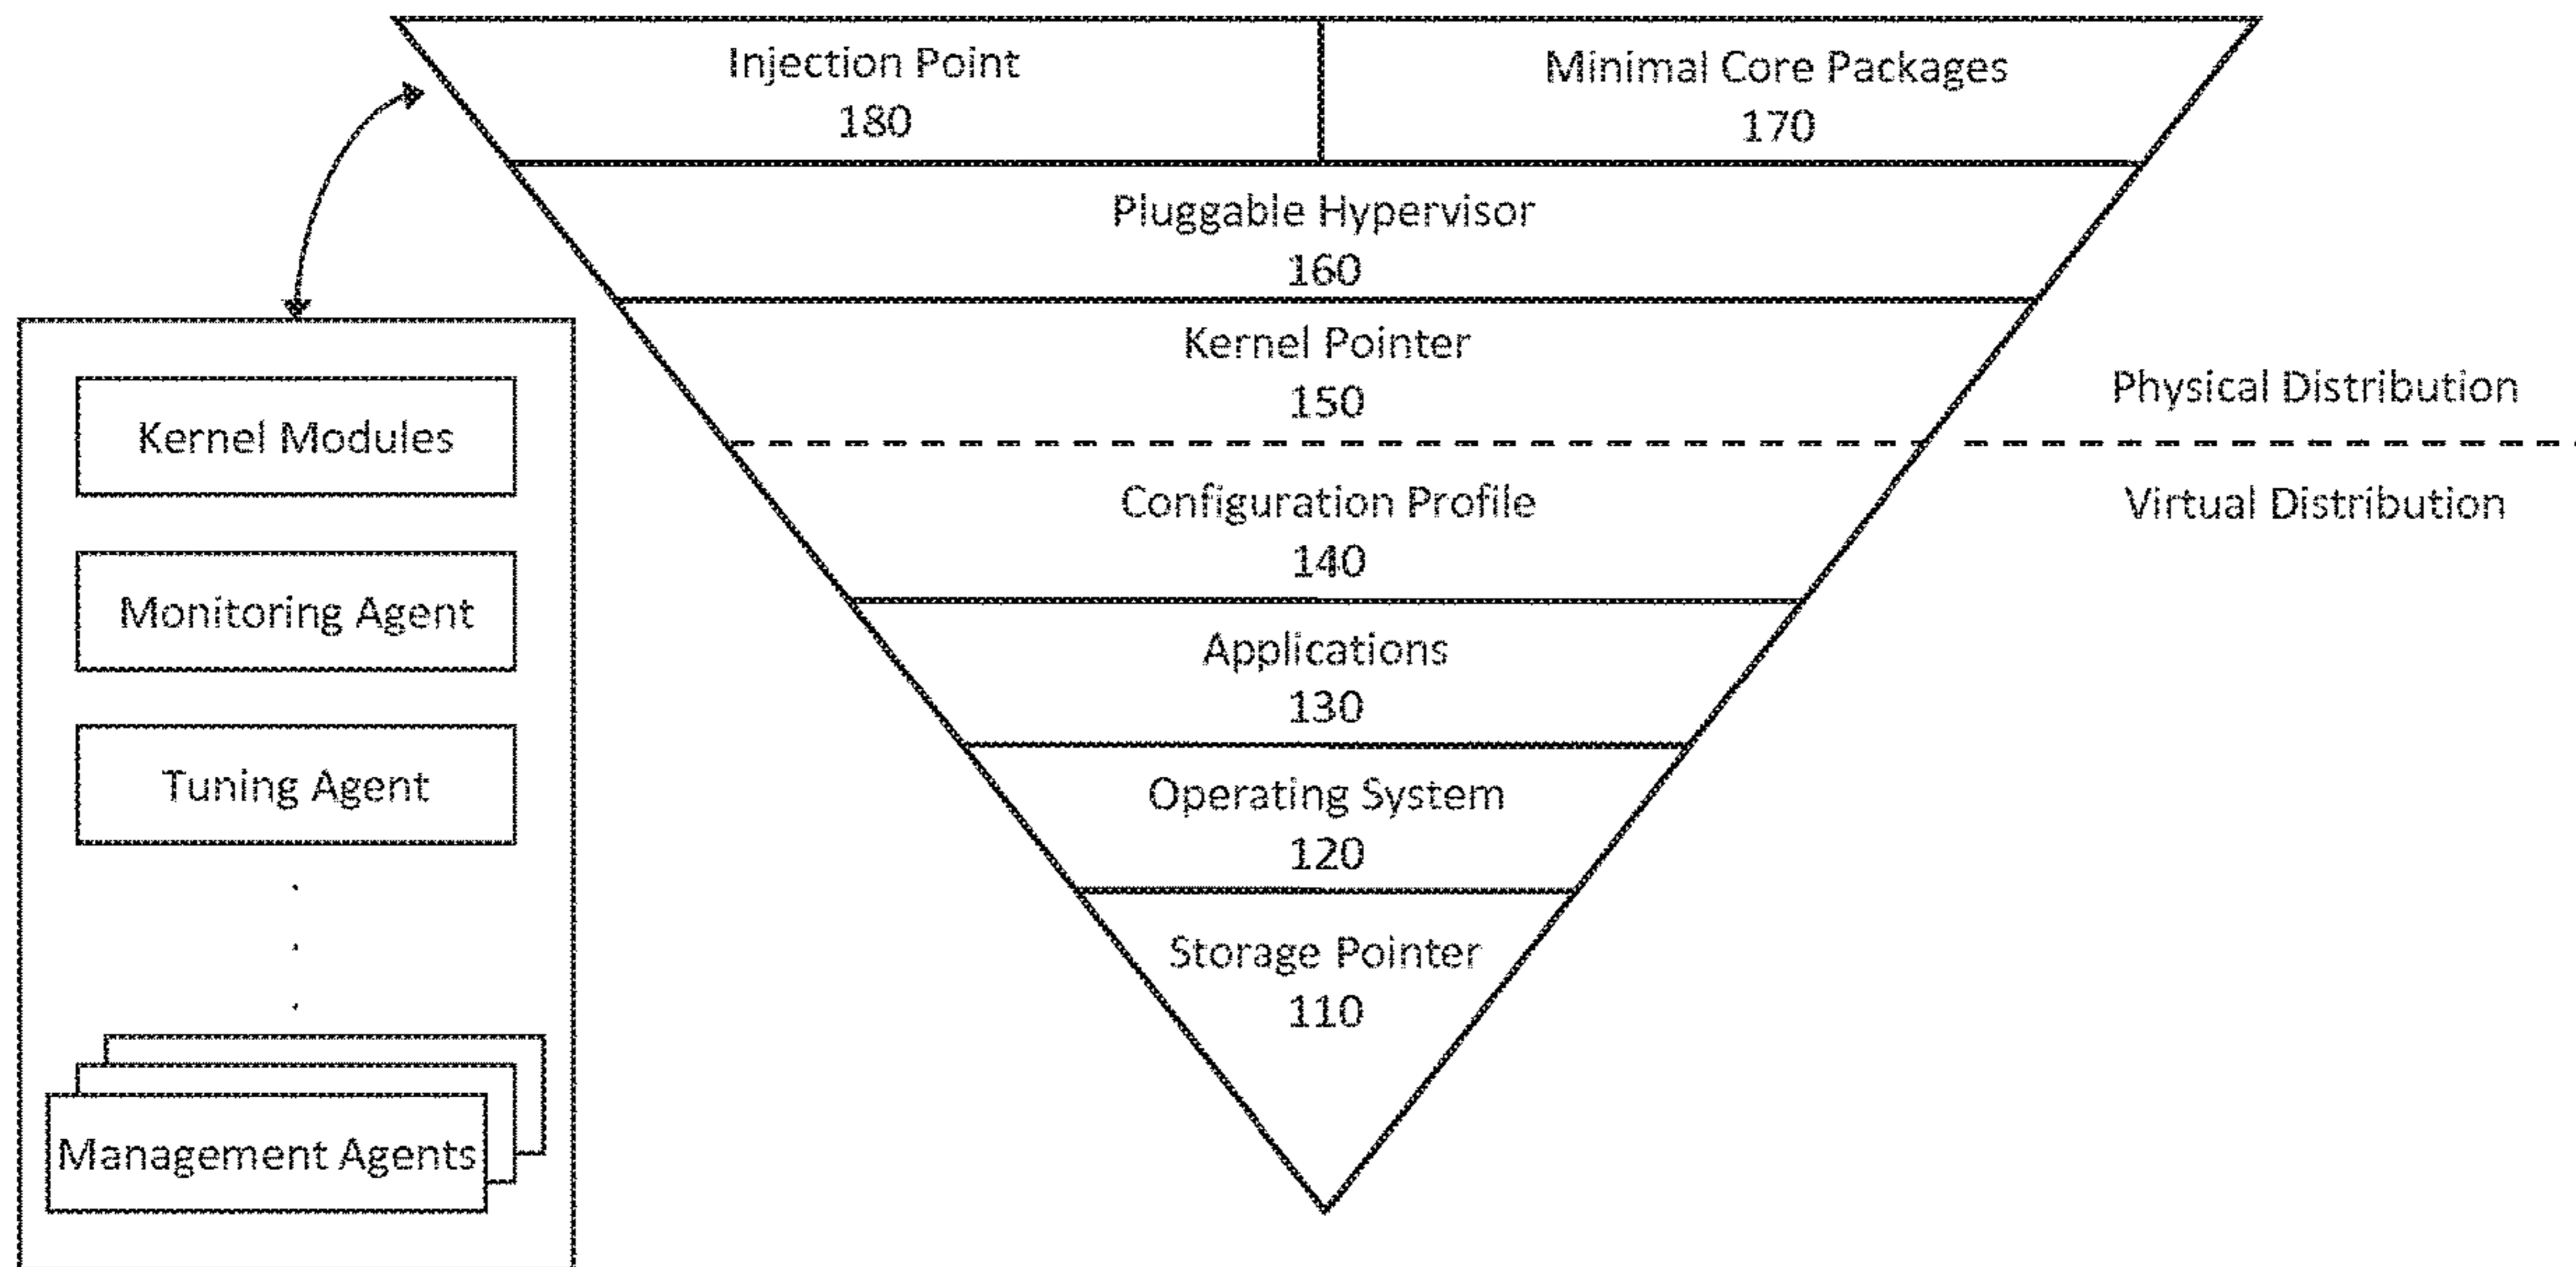 Injection Point
180
Minimal Core Packages
170
Pluggable Hypervisor
160
Kernel Pointer
150
Physical Distribution
Virtual Distribution
Configuration Profile
140
Applications
130
Operating System
120
Storage Pointer
110
Kernel Modules
Monitoring Agent
Tuning Agent
Management Agents